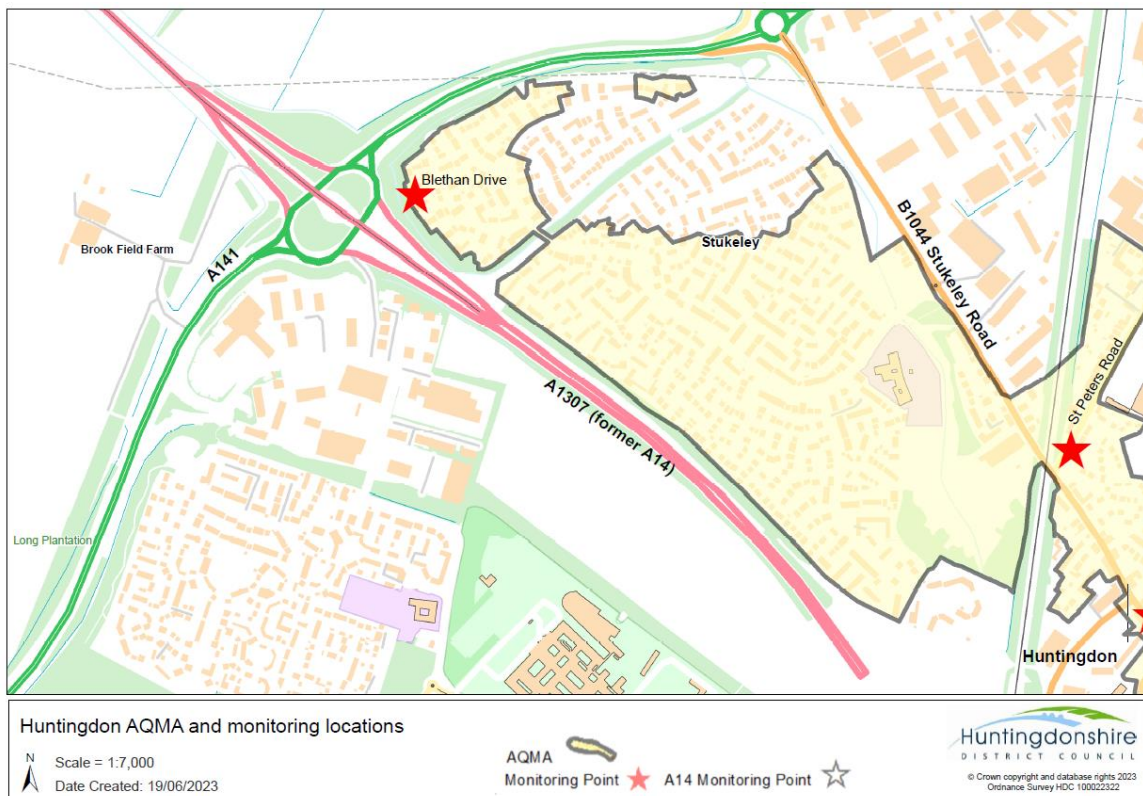 Blethan Drive
Brook Field Farm
A141
Stukeley
B1044 Stukeley Road
St Peters Road
A1307 (former A14)
Long Plantation
Huntingdon
Huntingdon AQMA and monitoring locations
N
Scale = 1:7,000
Date Created: 19/06/2023
AQMA
Monitoring Point
A14 Monitoring Point
Huntingdonshire
DISTRICT COUNCIL
© Crown copyright and database rights 2023
Ordnance Survey HDC 100022322